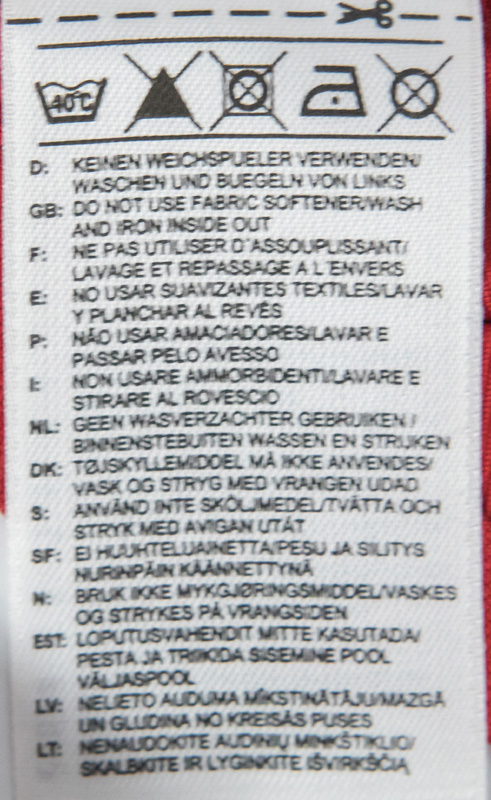 40°C
D: KEINEN WEICHSPUELER VERWENDEN/
WASCHEN UND BUEGELN VON LINKS
GB: DO NOT USE FABRIC SOFTENER/WASH
AND IRON INSIDE OUT
F: NE PAS UTILISER D'ASSOUPLISSANT/
LAVAGE ET REPASSAGE A L'ENVERS
E: NO USAR SUAVIZANTES TEXTILES/LAVAR
Y PLANCHAR AL REVÉS
P: NÃO USAR AMACIADORES/LAVAR E
PASSAR PELO AVESSO
I: NON USARE AMMORBIDENTI/LAVARE E
STIRARE AL ROVESCIO
NL: GEEN WASVERZACHTER GEBRUIKEN /
BINNENSTEBUITEN WASSEN EN STRIJKEN
DK: TØJSKYLLEMIDDEL MÅ IKKE ANVENDES/
VASK OG STRYG MED VRANGEN UDAD
S: ANVÄND INTE SKÖLJMEDEL/TVÄTTA OCH
STRYK MED AVIGAN UTÅT
SF: EI HUUHTELUAINETTA/PESU JA SILITYS
NURINPÄIN KÄÄNNETTYNÄ
N: BRUK IKKE MYKGJØRINGSMIDDEL/VASKES
OG STRYKES PÅ VRANGSIDEN
EST: LOPUTUSVAHENDIT MITTE KASUTADA/
PESTA JA TRIIKIDA SISEMINE POOL
VÄLJASPOOL
LV: NELIETO AUDUMA MĪKSTINĀTĀJU/MAZGĀ
UN GLUDINA NO KREISĀS PUSES
LT: NENAUDOKITE AUDINIŲ MINKŠTIKLIO/
SKALBKITE IR LYGINKITE IŠVIRKŠČIĄ